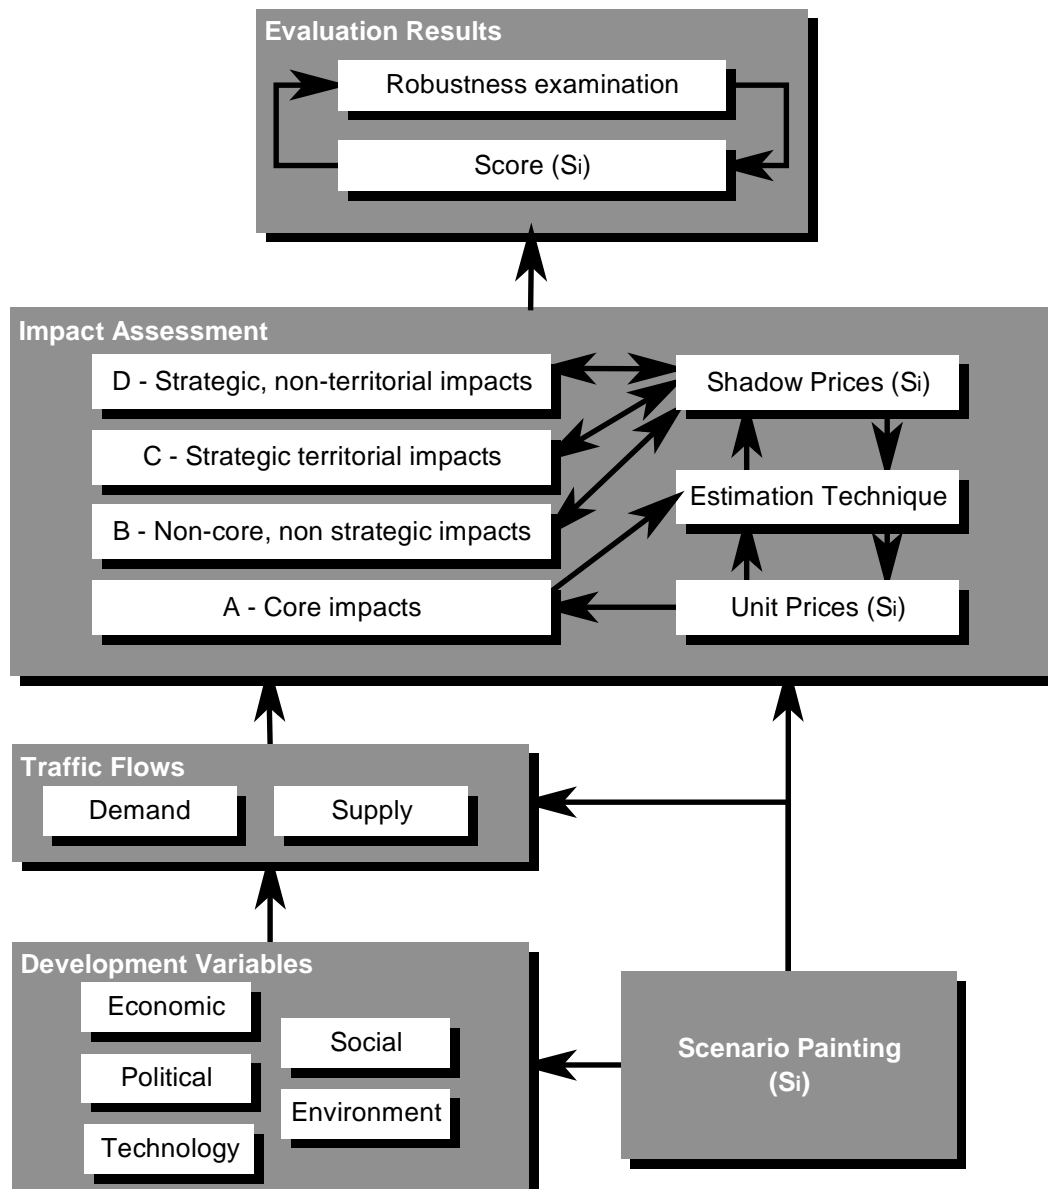 Evaluation Results
Robustness examination
Score (Si)
Impact Assessment
D - Strategic, non-territorial impacts
Shadow Prices (Si)
C - Strategic territorial impacts
Estimation Technique
B - Non-core, non strategic impacts
A - Core impacts
Unit Prices (Si)
Traffic Flows
Demand
Supply
Development Variables
Economic
Social
Political
Environment
Technology
Scenario Painting
(Si)